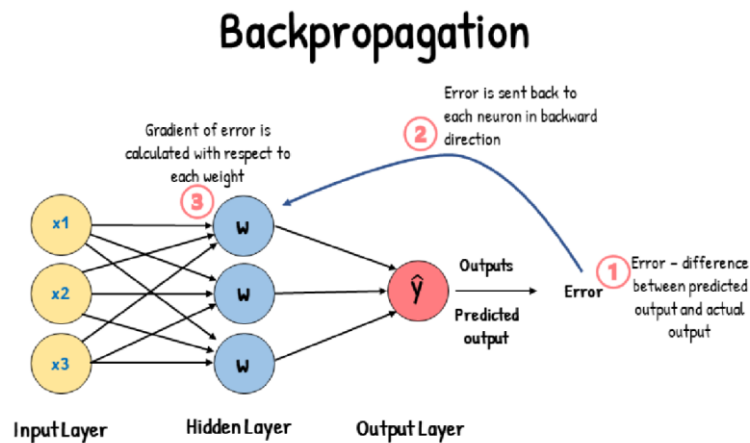 Backpropagation
Error is sent back to
each neuron in backward
direction
2
Gradient of error is
calculated with respect to
each weight
3
x1
x2
x3
w
w
w
Ŷ
Outputs
Predicted
output
Error
1
Error - difference
between predicted
output and actual
output
Input Layer
Hidden Layer
Output Layer